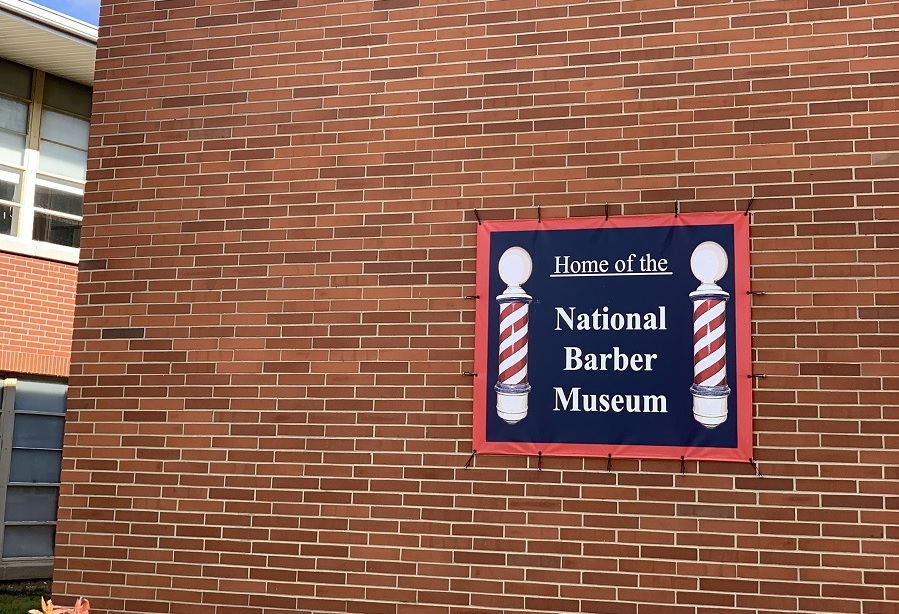 Home of the
National
Barber
Museum